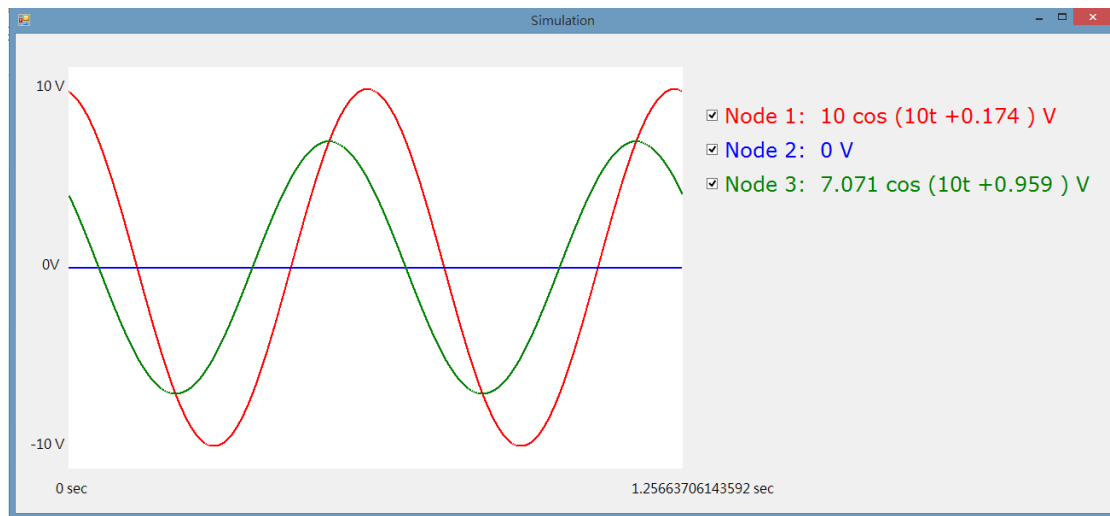 Simulation
10 V
Node 1: 10 cos (10t +0.174 ) V
Node 2: 0 V
Node 3: 7.071 cos (10t +0.959 ) V
0V
-10 V
0 sec
1.25663706143592 sec